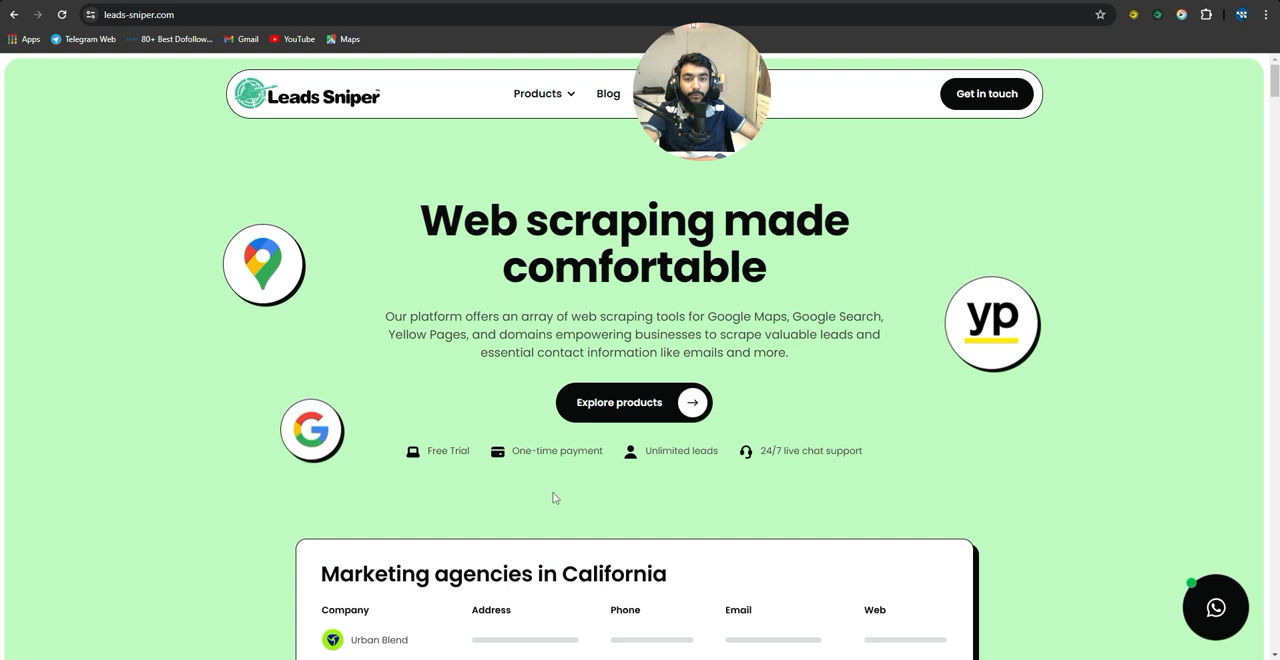 leads-sniper.com
Apps
Telegram Web
80+ Best Dofollow...
Gmail
YouTube
Maps
Leads Sniper
Products
Blog
Get in touch
Web scraping made
comfortable
Our platform offers an array of web scraping tools for Google Maps, Google Search,
Yellow Pages, and domains empowering businesses to scrape valuable leads and
essential contact information like emails and more.
yp
Explore products
G
Free Trial
One-time payment
Unlimited leads
24/7 live chat support
Marketing agencies in California
Company Address Phone Email Web
Urban Blend